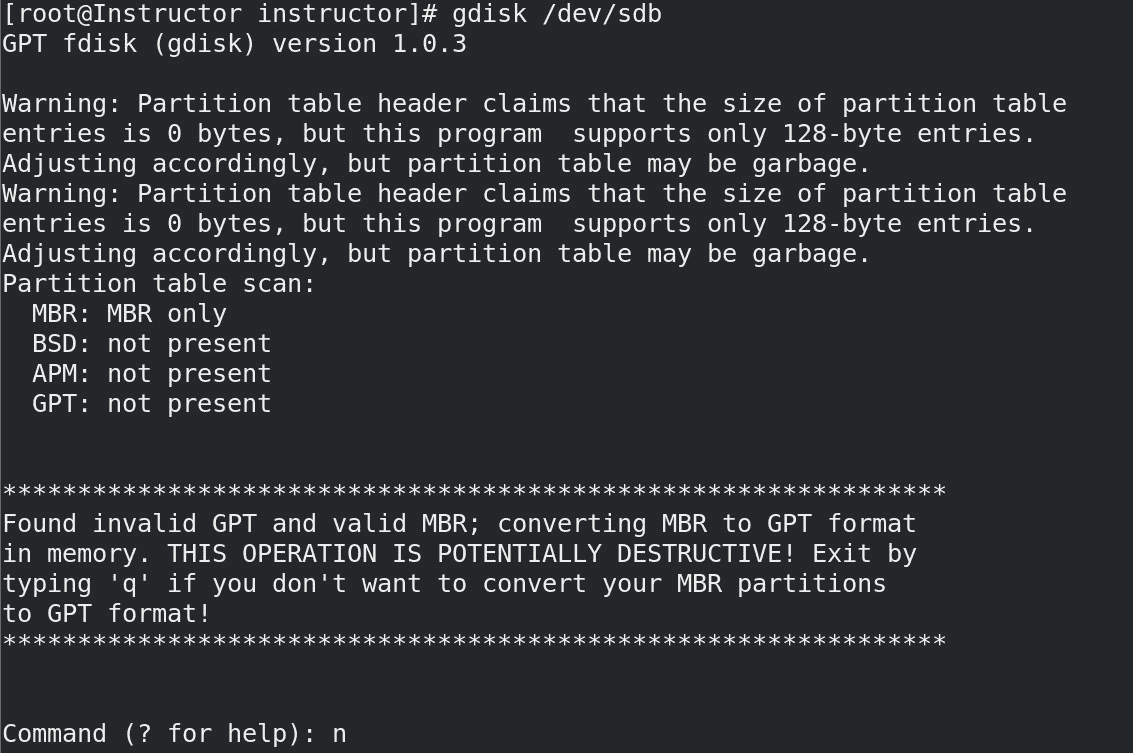 [root@Instructor instructor]# gdisk /dev/sdb
GPT fdisk (gdisk) version 1.0.3
Warning: Partition table header claims that the size of partition table
entries is 0 bytes, but this program  supports only 128-byte entries.
Adjusting accordingly, but partition table may be garbage.
Warning: Partition table header claims that the size of partition table
entries is 0 bytes, but this program  supports only 128-byte entries.
Adjusting accordingly, but partition table may be garbage.
Partition table scan:
  MBR: MBR only
  BSD: not present
  APM: not present
  GPT: not present
***************************************************************
Found invalid GPT and valid MBR; converting MBR to GPT format
in memory. THIS OPERATION IS POTENTIALLY DESTRUCTIVE! Exit by
typing 'q' if you don't want to convert your MBR partitions
to GPT format!
***************************************************************
Command (? for help): n